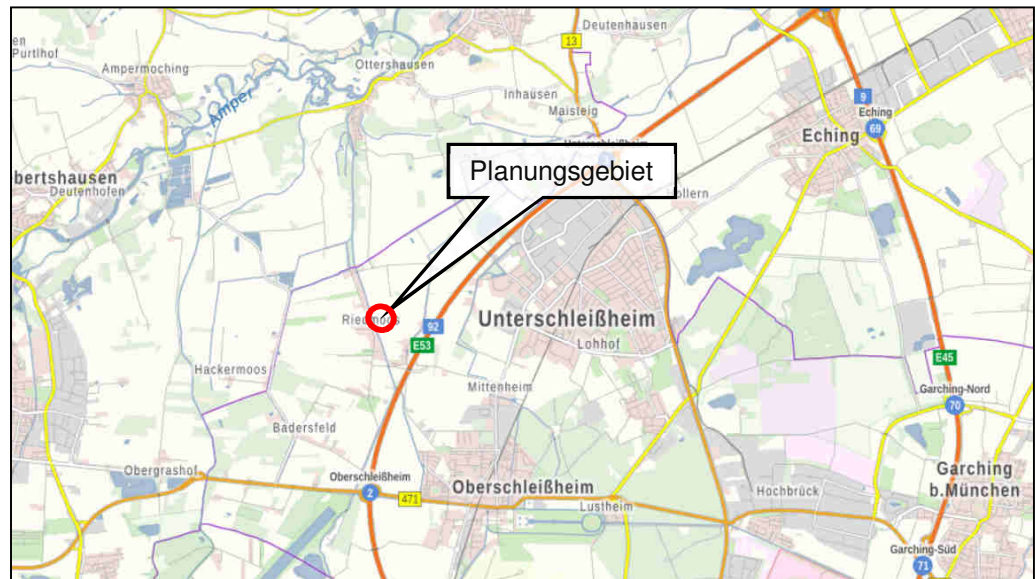 Deutenhausen
13
en
Purtlhof
Ampermoching
Ottershausen
Inhausen
Maisteig
Amper
9
Eching
69
Eching
Planungsgebiet
bertshausen
Deutenhofen
Riedmoos
92
E53
Unterschleißheim
Lohhof
Hackermoos
Mittenheim
E45
Garching-Nord
70
Badersfeld
Obergrashof
Oberschleißheim
2
471
Oberschleißheim
Lustheim
Hochbrück
Garching
b.München
Garching-Süd
71